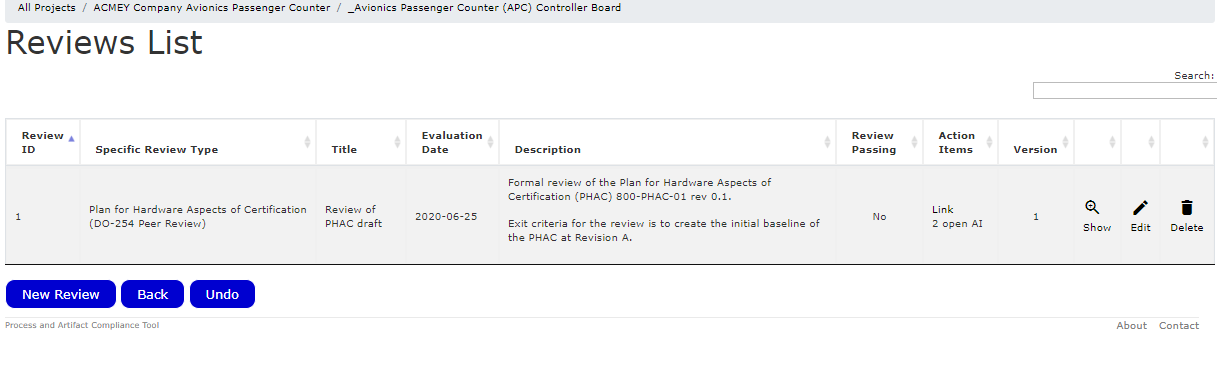 All Projects / ACMEY Company Avionics Passenger Counter / _Avionics Passenger Counter (APC) Controller Board
Reviews List
Search:
Review ID Specific Review Type Title Evaluation Date Description Review Passing Action Items Version
1 Plan for Hardware Aspects of Certification (DO-254 Peer Review) Review of PHAC draft 2020-06-25
Formal review of the Plan for Hardware Aspects of
Certification (PHAC) 800-PHAC-01 rev 0.1.
Exit criteria for the review is to create the initial baseline of
the PHAC at Revision A.
No
Link
2 open AI
1
Show Edit Delete
New Review Back Undo
Process and Artifact Compliance Tool About Contact